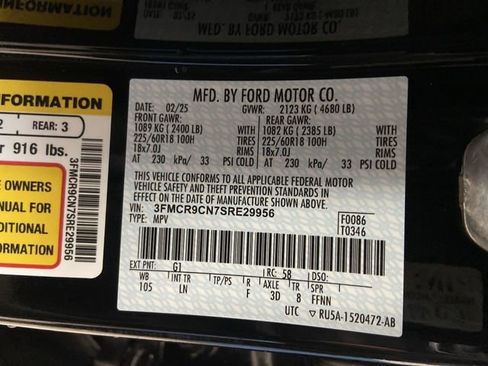 INFORMATION
MFD. BY FORD MOTOR CO.
NFORMATION
2 REAR: 3
r 916 lbs.
E OWNERS
ANUAL FOR
DITIONAL
ORMATION
3FMCR9CN7SRE29956
MFD. BY FORD MOTOR CO.
DATE: 02/25 GVWR: 2123 KG ( 4680 LB)
FRONT GAWR: REAR GAWR:
1089 KG ( 2400 LB) 1082 KG ( 2385 LB) WITH
225/60R18 100H 225/60R18 100H TIRES
18x7.0J 18x7.0J RIMS
AT 230 kPa/ 33 PSI COLD AT 230 kPa/ 33 PSI COLD
THIS VEHICLE CONFORMS TO ALL APPLICABLE FEDERAL MOTOR
VEHICLE SAFETY AND THEFT PREVENTION STANDARDS IN
EFFECT ON THE DATE OF MANUFACTURE SHOWN ABOVE.
VIN: 3FMCR9CN7SRE29956 F0086
TYPE: MPV T0346
EXT PNT: G1 RC: 58 DSO:
WB INT TR TP/PS R AXLE TR SPR
105 LN F 3D 8 FFNN
UTC ▽ RU5A-1520472-AB